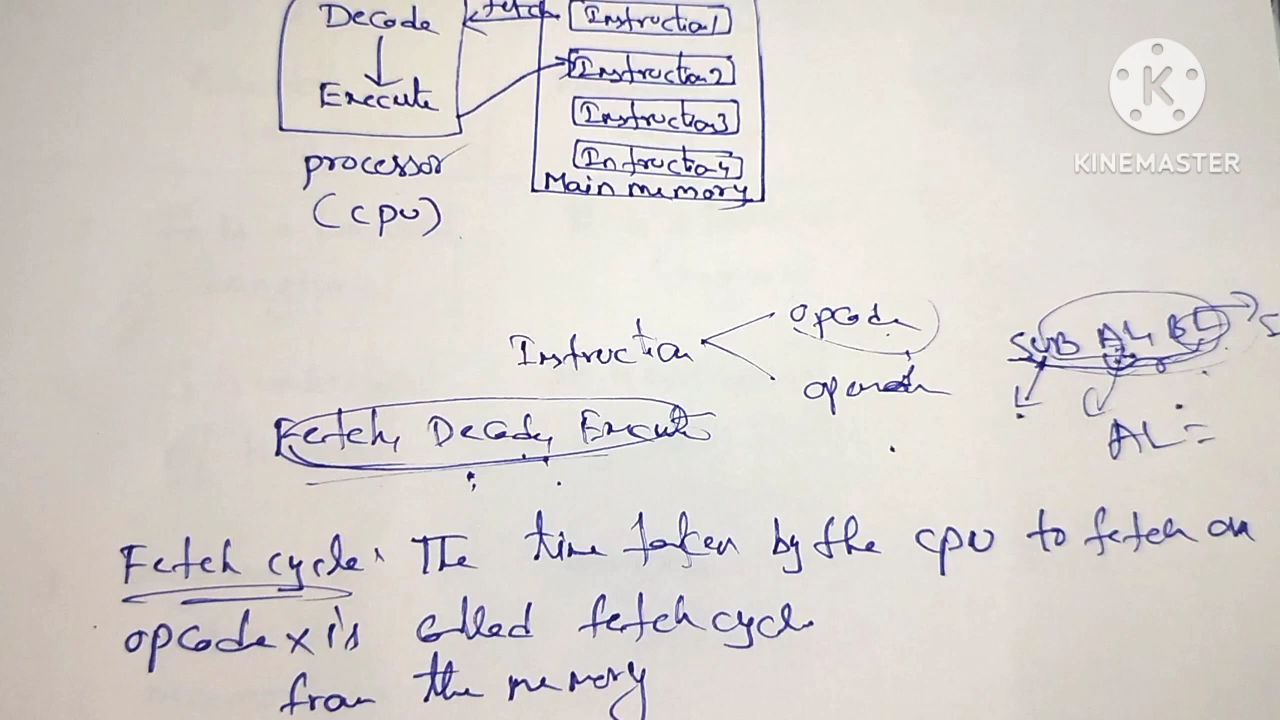 Decode
fetch
Instruction1
Execute
Instruction2
Instruction3
Intruction4
Main memory
processor
(CPU)
K
KINEMASTER
Instruction
opcode
operand
SUB AL BL
AL =
Fetch, Decode, Execute
Fetch cycle: The time taken by the CPU to fetch an
opcode x is called fetch cycle
from the memory